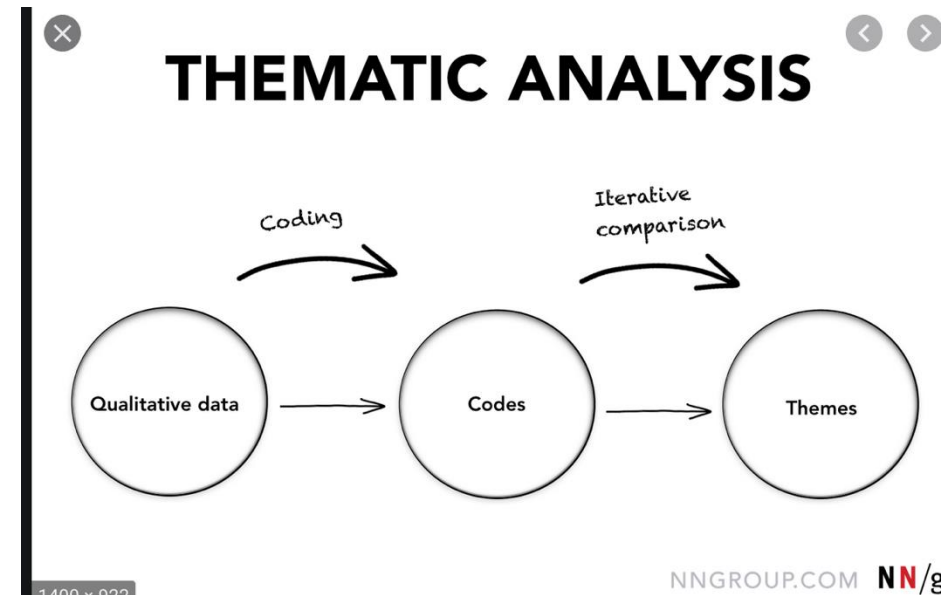 THEMATIC ANALYSIS
Coding
Iterative
comparison
Qualitative data
Codes
Themes
NNGROUP.COM NN/g